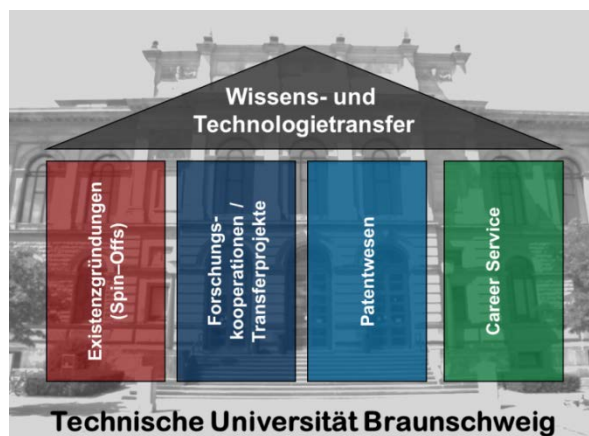 Wissens- und
Technologietransfer
Existenzgründungen
(Spin–Offs)
Forschungs-
kooperationen /
Transferprojekte
Patentwesen
Career Service
Technische Universität Braunschweig